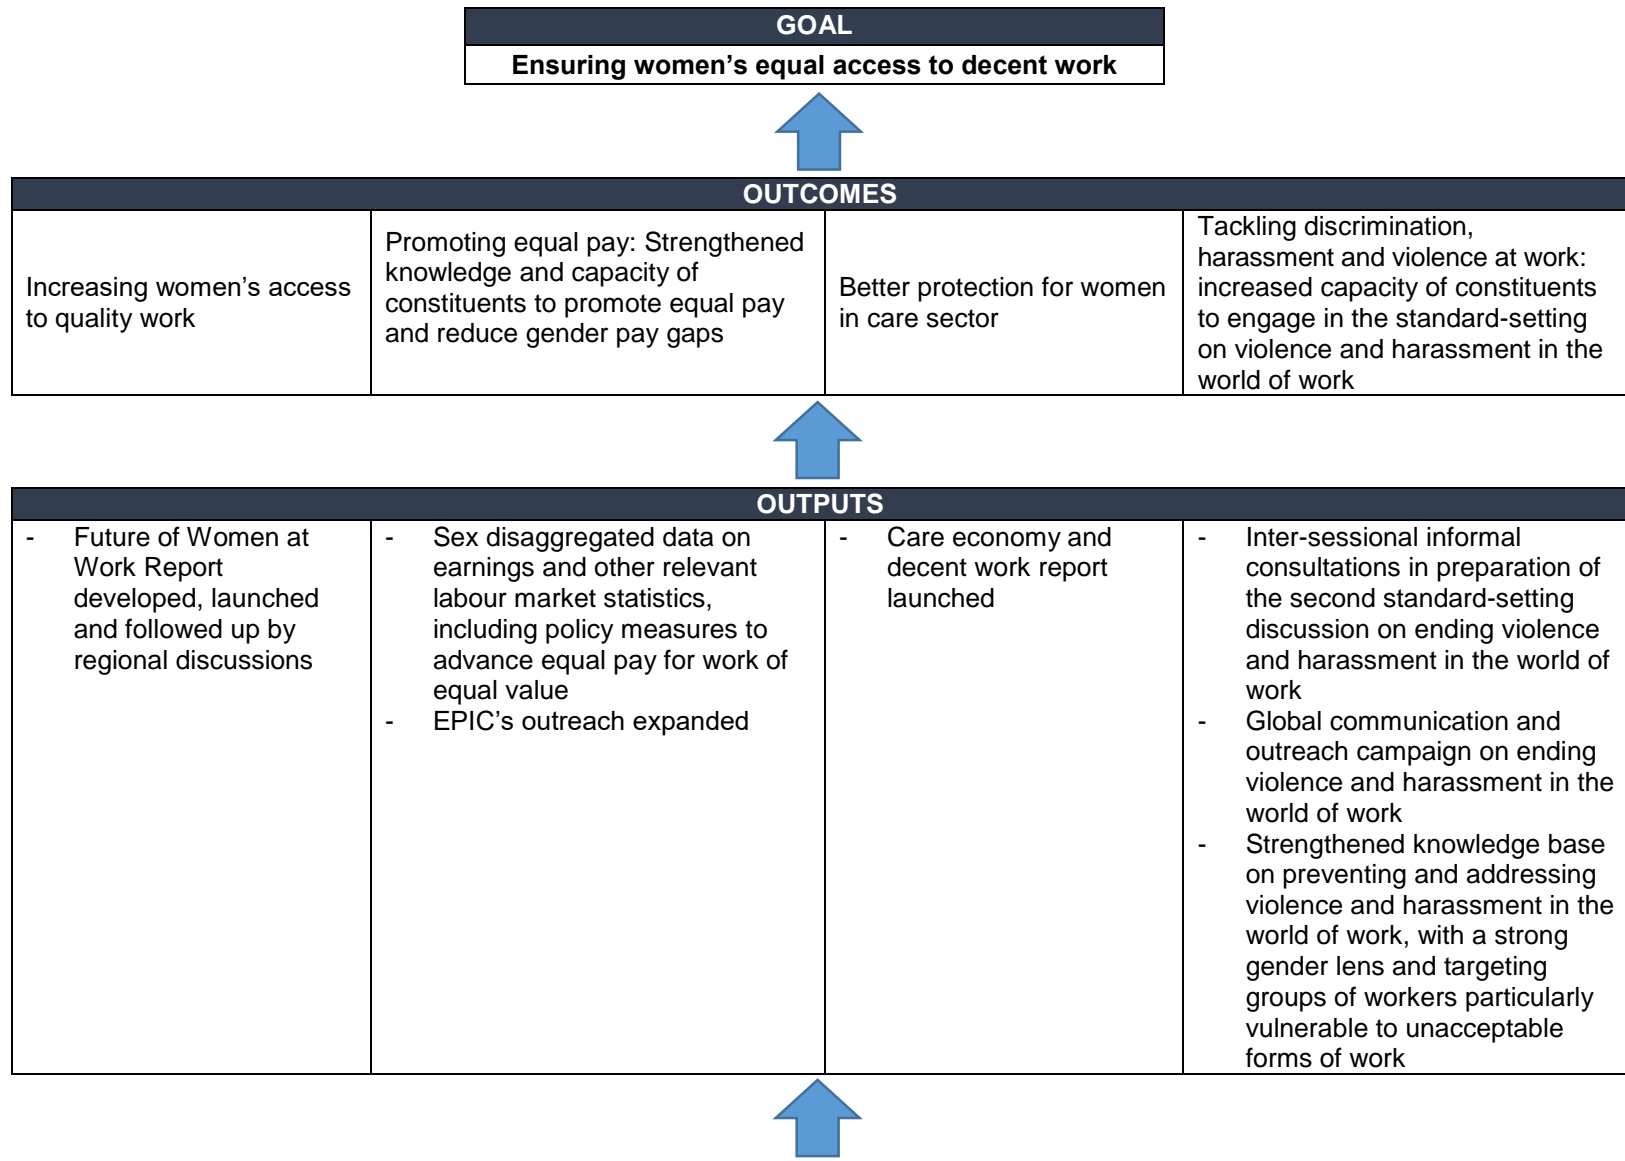 GOAL
Ensuring women’s equal access to decent work
OUTCOMES
Increasing women’s access
to quality work
Promoting equal pay: Strengthened
knowledge and capacity of
constituents to promote equal pay
and reduce gender pay gaps
Better protection for women
in care sector
Tackling discrimination,
harassment and violence at work:
increased capacity of constituents
to engage in the standard-setting
on violence and harassment in the
world of work
OUTPUTS
- Future of Women at
Work Report
developed, launched
and followed up by
regional discussions
- Sex disaggregated data on
earnings and other relevant
labour market statistics,
including policy measures to
advance equal pay for work of
equal value
- EPIC’s outreach expanded
- Care economy and
decent work report
launched
- Inter-sessional informal
consultations in preparation of
the second standard-setting
discussion on ending violence
and harassment in the world of
work
- Global communication and
outreach campaign on ending
violence and harassment in the
world of work
- Strengthened knowledge base
on preventing and addressing
violence and harassment in the
world of work, with a strong
gender lens and targeting
groups of workers particularly
vulnerable to unacceptable
forms of work